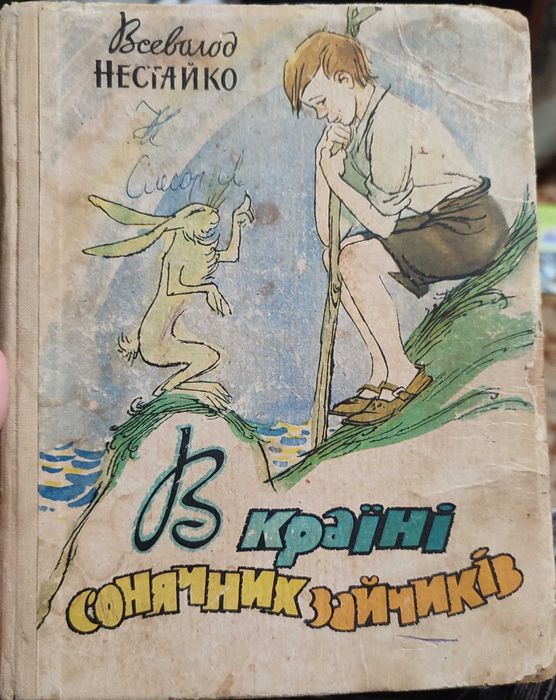 Всеволод
НЕСТАЙКО
В країні
сонячних зайчиків